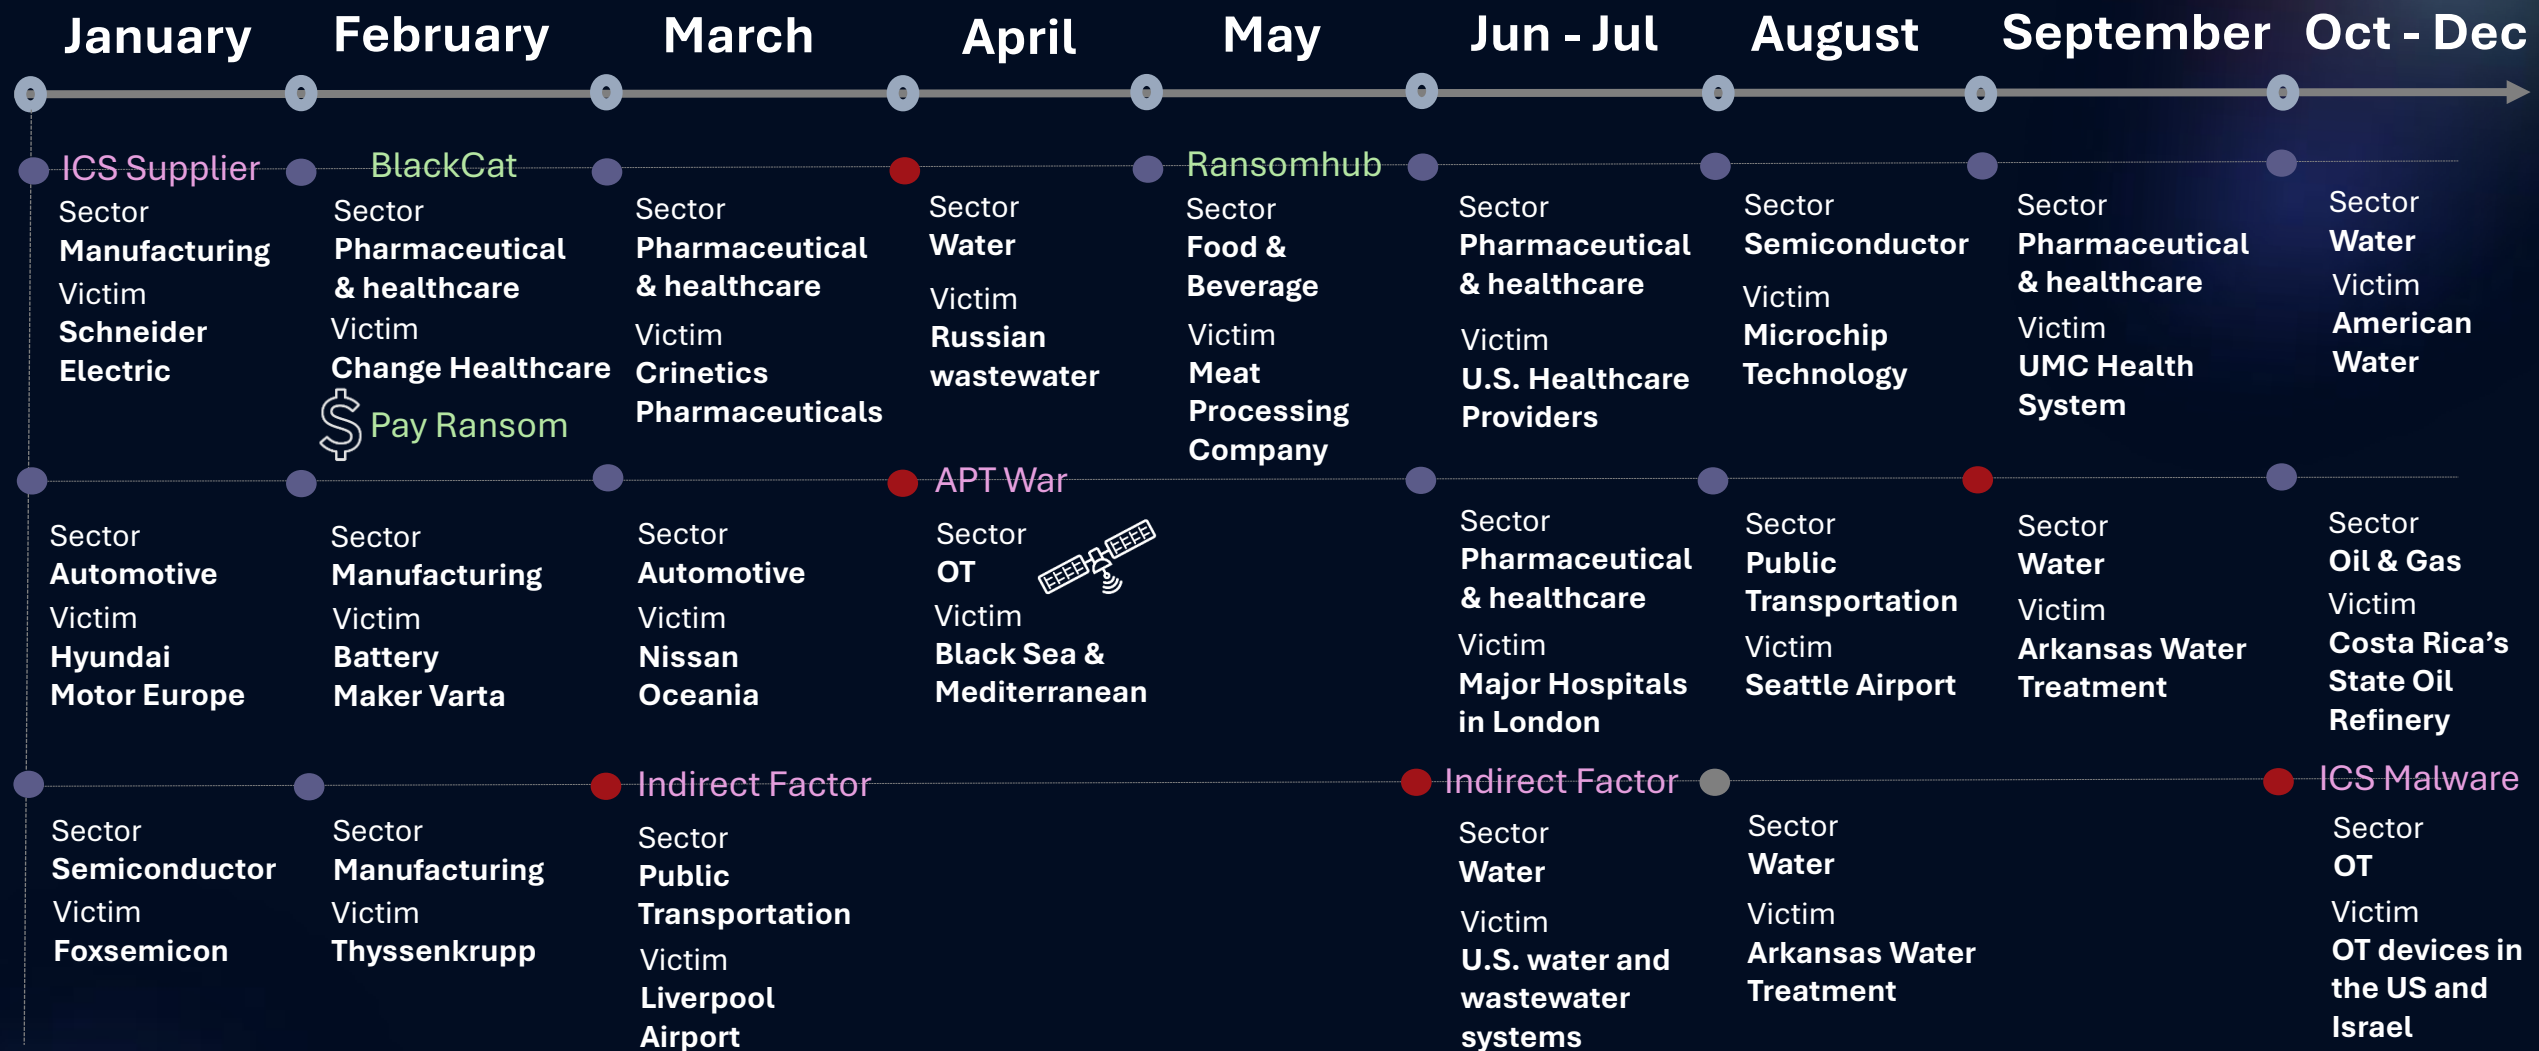 January
February
March
April
May
Jun - Jul
August
September
Oct - Dec
ICS Supplier
Sector
Manufacturing
Victim
Schneider
Electric
BlackCat
Sector
Pharmaceutical
& healthcare
Victim
Change Healthcare
$ Pay Ransom
Sector
Pharmaceutical
& healthcare
Victim
Crinetics
Pharmaceuticals
Sector
Water
Victim
Russian
wastewater
Ransomhub
Sector
Food &
Beverage
Victim
Meat
Processing
Company
Sector
Pharmaceutical
& healthcare
Victim
U.S. Healthcare
Providers
Sector
Semiconductor
Victim
Microchip
Technology
Sector
Pharmaceutical
& healthcare
Victim
UMC Health
System
Sector
Water
Victim
American
Water
Sector
Automotive
Victim
Hyundai
Motor Europe
Sector
Manufacturing
Victim
Battery
Maker Varta
Sector
Automotive
Victim
Nissan
Oceania
APT War
Sector
OT
Victim
Black Sea &
Mediterranean
Sector
Pharmaceutical
& healthcare
Victim
Major Hospitals
in London
Sector
Public
Transportation
Victim
Seattle Airport
Sector
Water
Victim
Arkansas Water
Treatment
Sector
Oil & Gas
Victim
Costa Rica’s
State Oil
Refinery
Sector
Semiconductor
Victim
Foxsemicon
Sector
Manufacturing
Victim
Thyssenkrupp
Indirect Factor
Sector
Public
Transportation
Victim
Liverpool
Airport
Indirect Factor
Sector
Water
Victim
U.S. water and
wastewater
systems
Sector
Water
Victim
Arkansas Water
Treatment
ICS Malware
Sector
OT
Victim
OT devices in
the US and
Israel